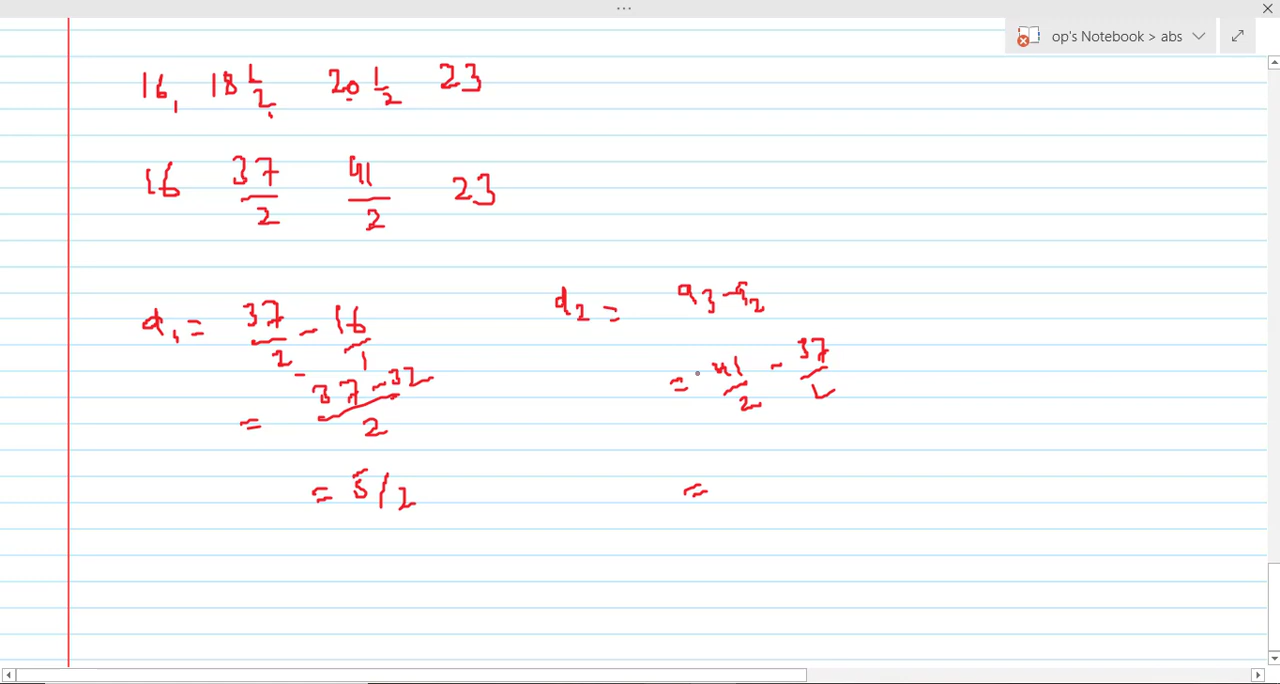 op's Notebook > abs
16, 18 1/2, 20 1/2 23
16 37/2 41/2 23
d1 = 37/2 - 16/1
= 37-32/2
= 5/2
d2 = a3-a2
= 41/2 - 37/2
=